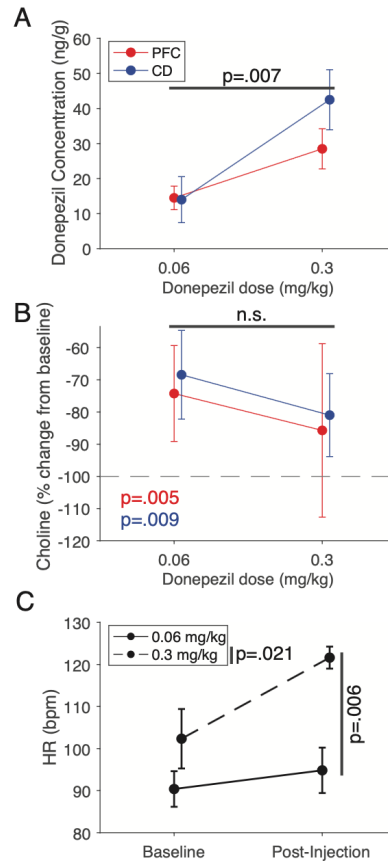 A
Donepezil Concentration (ng/g)
60
50
40
30
20
10
0
PFC
CD
p=.007
0.06
0.3
Donepezil dose (mg/kg)
B
Choline (% change from baseline)
n.s.
-60
-70
-80
-90
-100
-110
-120
p=.005
p=.009
0.06
0.3
Donepezil dose (mg/kg)
C
HR (bpm)
130
120
110
100
90
80
0.06 mg/kg
0.3 mg/kg
p=.021
p=.006
Baseline
Post-Injection